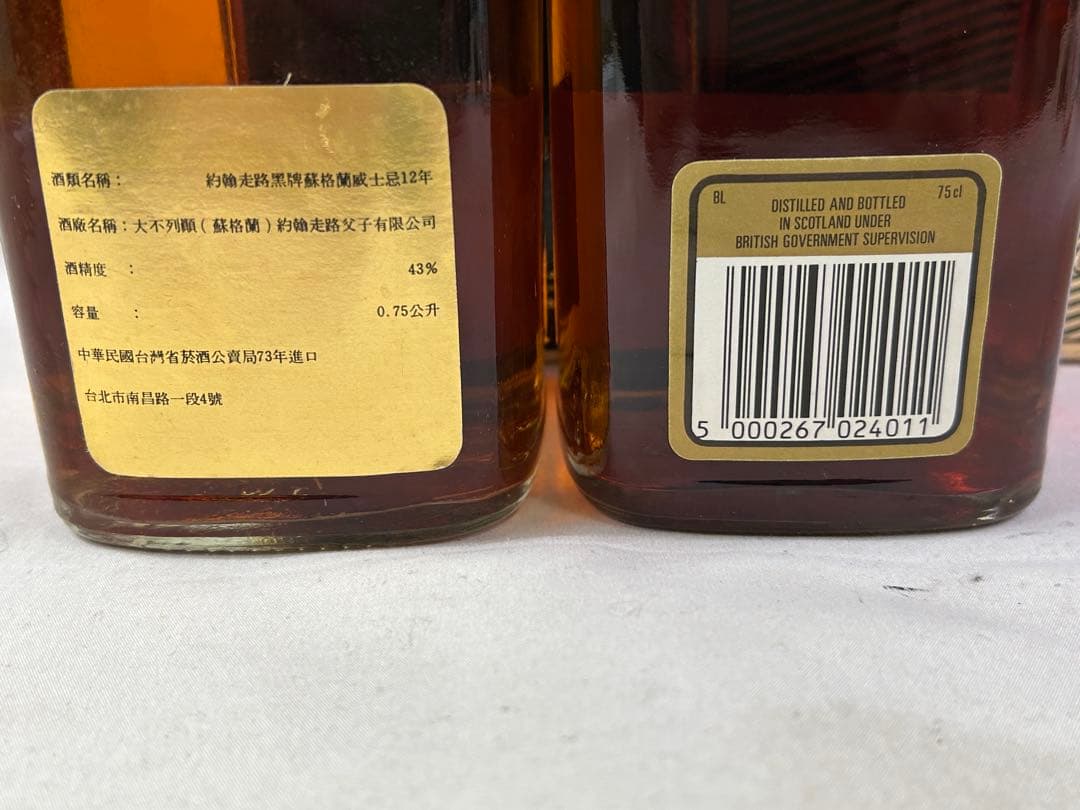 酒類名稱：約翰走路黑牌蘇格蘭威士忌12年
酒廠名稱：大不列顛（蘇格蘭）約翰走路父子有限公司
酒精度：43%
容量：0.75公升
中華民國台灣省菸酒公賣局73年進口
台北市南昌路一段4號
BL 75cl
DISTILLED AND BOTTLED
IN SCOTLAND UNDER
BRITISH GOVERNMENT SUPERVISION
5 000267 024011